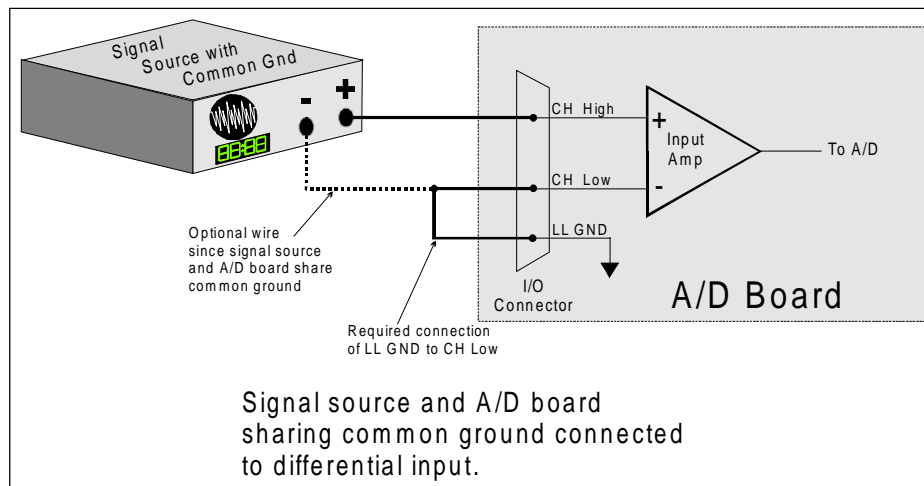 Signal
Source with
Common Gnd
-
+
88:88
CH High
+
Input
Amp
To A/D
CH Low
-
Optional wire
since signal source
and A/D board share
common ground
LL GND
I/O
Connector
A/D Board
Required connection
of LL GND to CH Low
Signal source and A/D board
sharing common ground connected
to differential input.